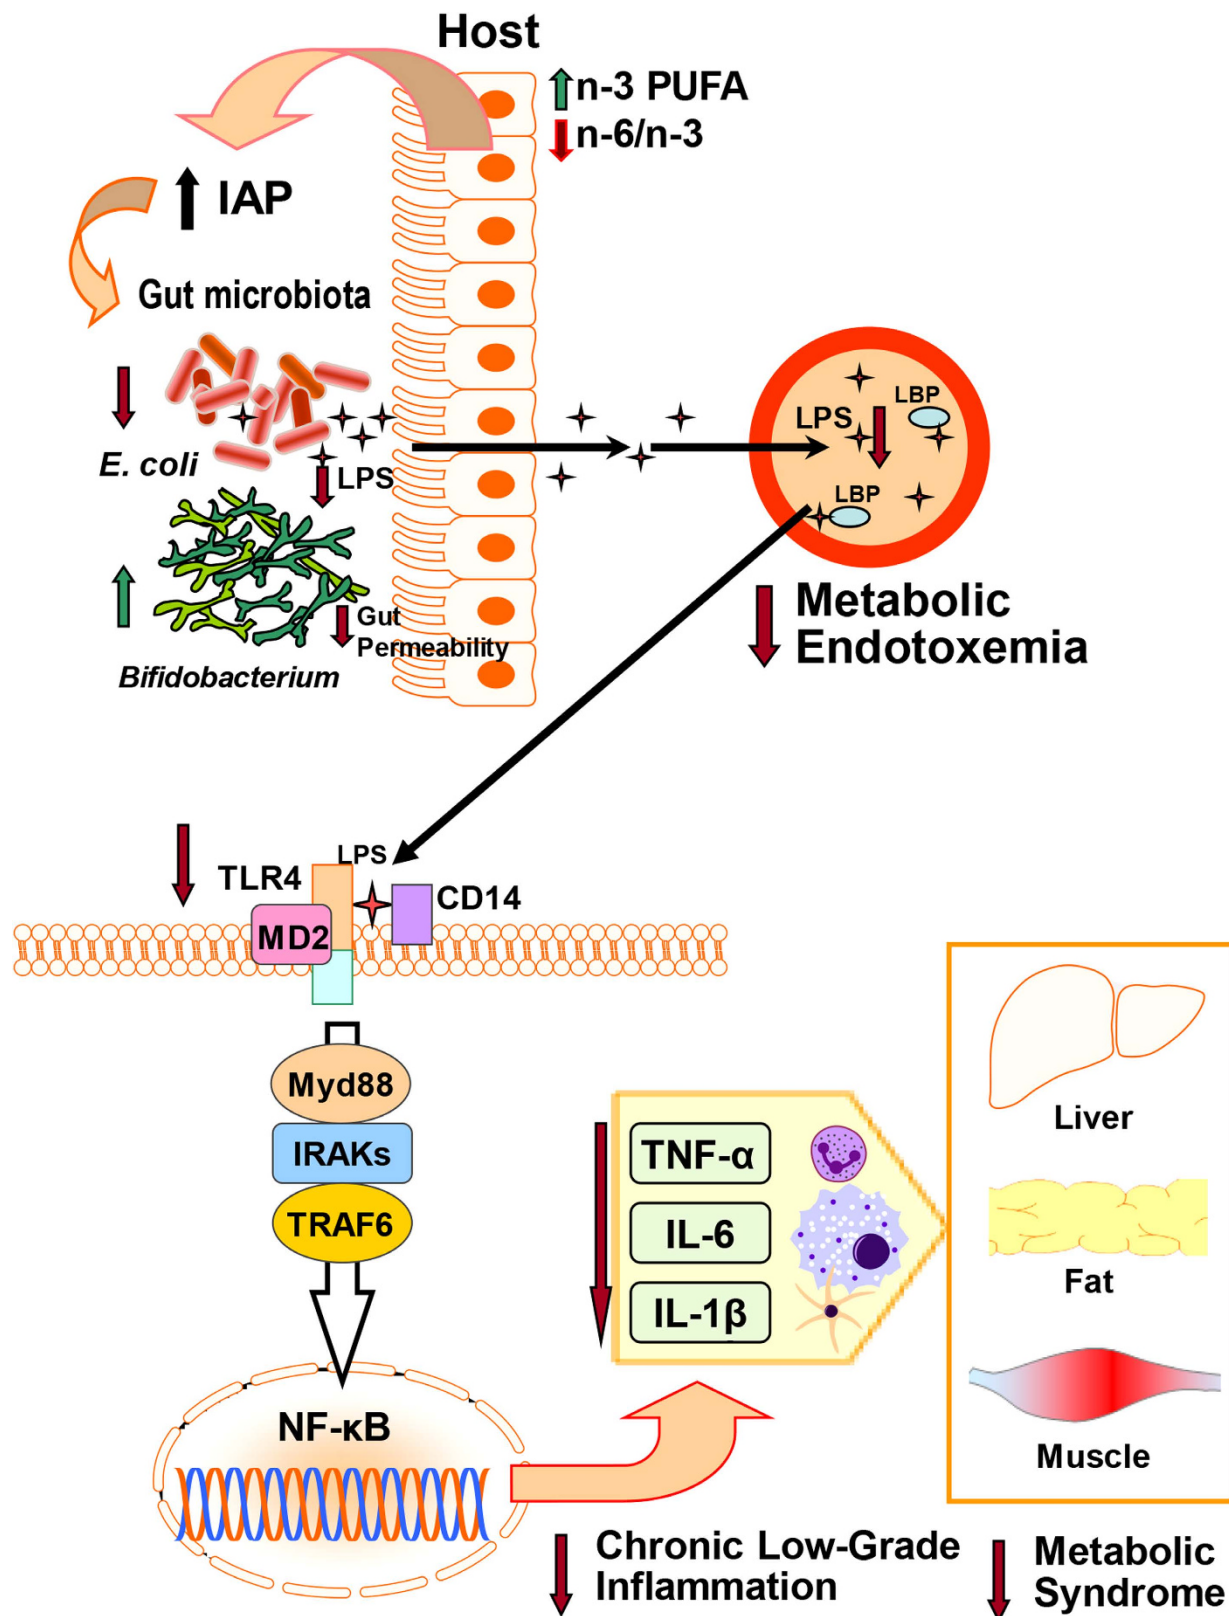 Host
n-3 PUFA
n-6/n-3
IAP
Gut microbiota
E. coli
LPS
Gut
Permeability
Bifidobacterium
LPS
LBP
LBP
Metabolic
Endotoxemia
LPS
TLR4
CD14
MD2
Myd88
IRAKs
TRAF6
NF-κB
TNF-α
IL-6
IL-1β
Liver
Fat
Muscle
Chronic Low-Grade
Inflammation
Metabolic
Syndrome